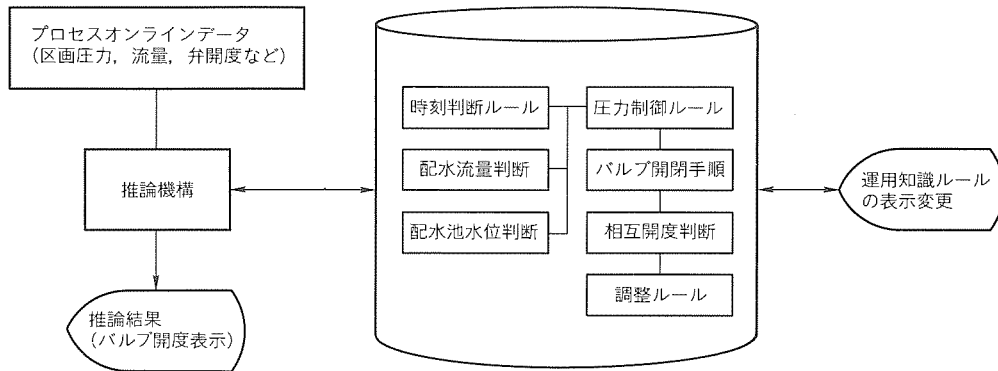 プロセスオンラインデータ
（区画圧力，流量，弁開度など）
推論機構
推論結果
（バルブ開度表示）
時刻判断ルール
配水流量判断
配水池水位判断
圧力制御ルール
バルブ開閉手順
相互開度判断
調整ルール
運用知識ルール
の表示変更